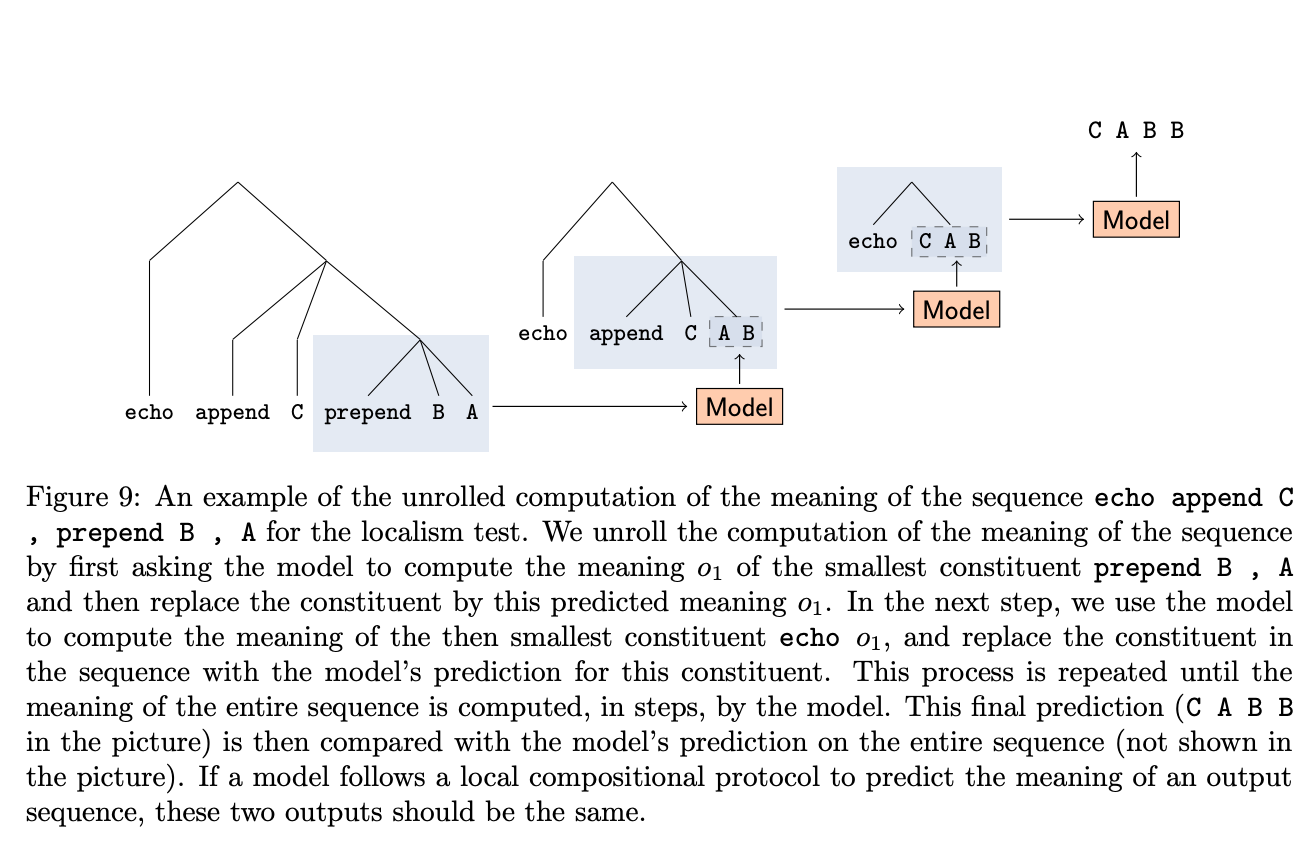 C A B B
Model
echo C A B
Model
echo append C A B
Model
echo append C prepend B A
Figure 9: An example of the unrolled computation of the meaning of the sequence echo append C
, prepend B , A for the localism test. We unroll the computation of the meaning of the sequence
by first asking the model to compute the meaning o1 of the smallest constituent prepend B , A
and then replace the constituent by this predicted meaning o1. In the next step, we use the model
to compute the meaning of the then smallest constituent echo o1, and replace the constituent in
the sequence with the model's prediction for this constituent. This process is repeated until the
meaning of the entire sequence is computed, in steps, by the model. This final prediction (C A B B
in the picture) is then compared with the model's prediction on the entire sequence (not shown in
the picture). If a model follows a local compositional protocol to predict the meaning of an output
sequence, these two outputs should be the same.